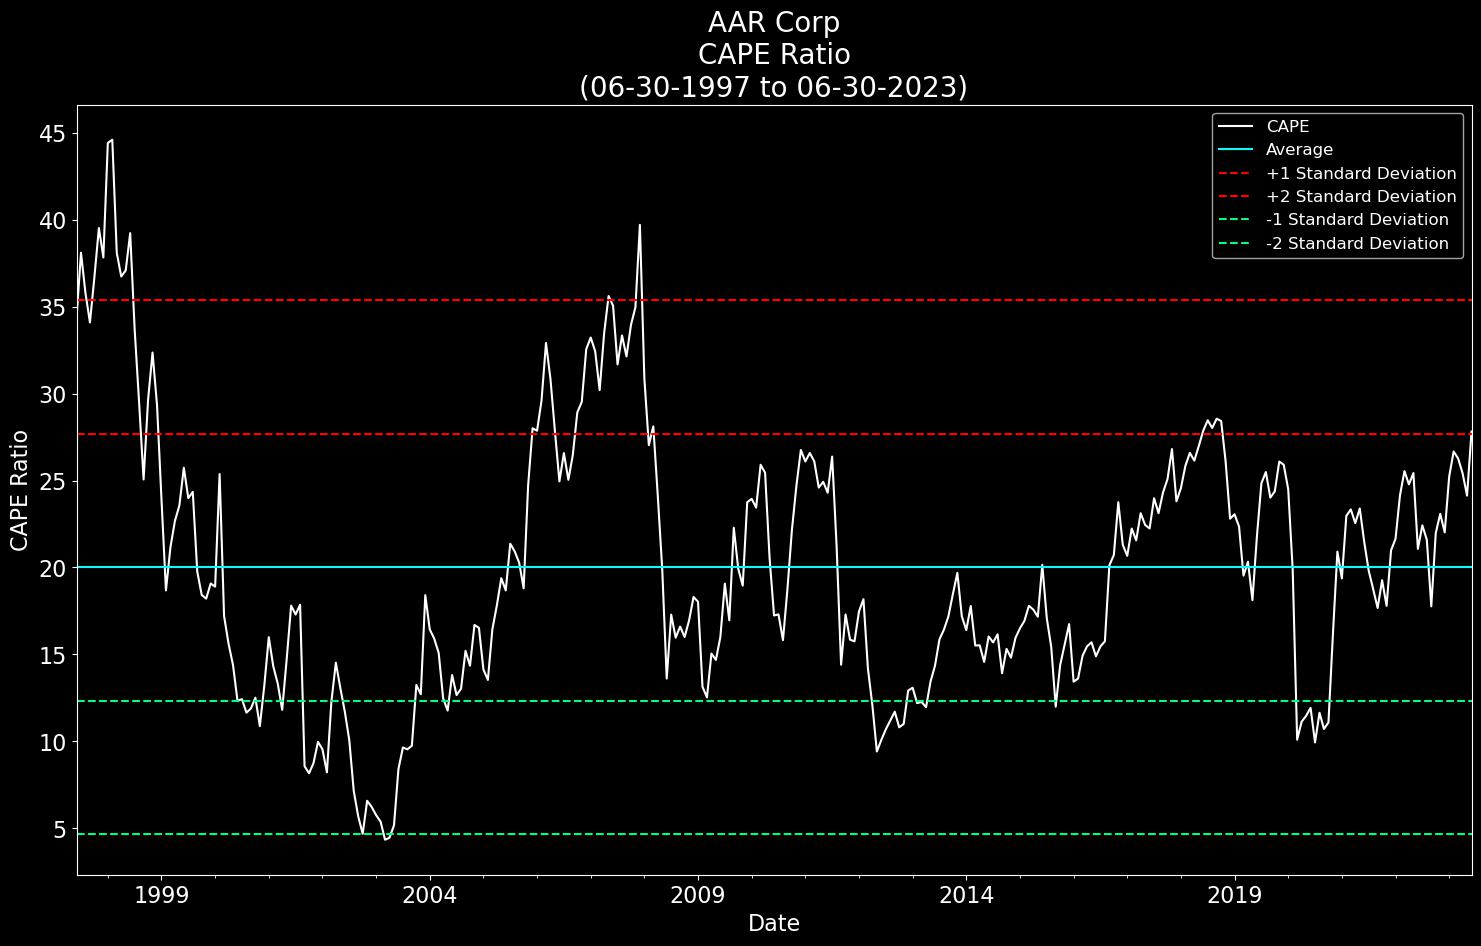 AAR Corp
CAPE Ratio
(06-30-1997 to 06-30-2023)
CAPE
Average
+1 Standard Deviation
+2 Standard Deviation
-1 Standard Deviation
-2 Standard Deviation
CAPE Ratio
45
40
35
30
25
20
15
10
5
1999
2004
2009
2014
2019
Date